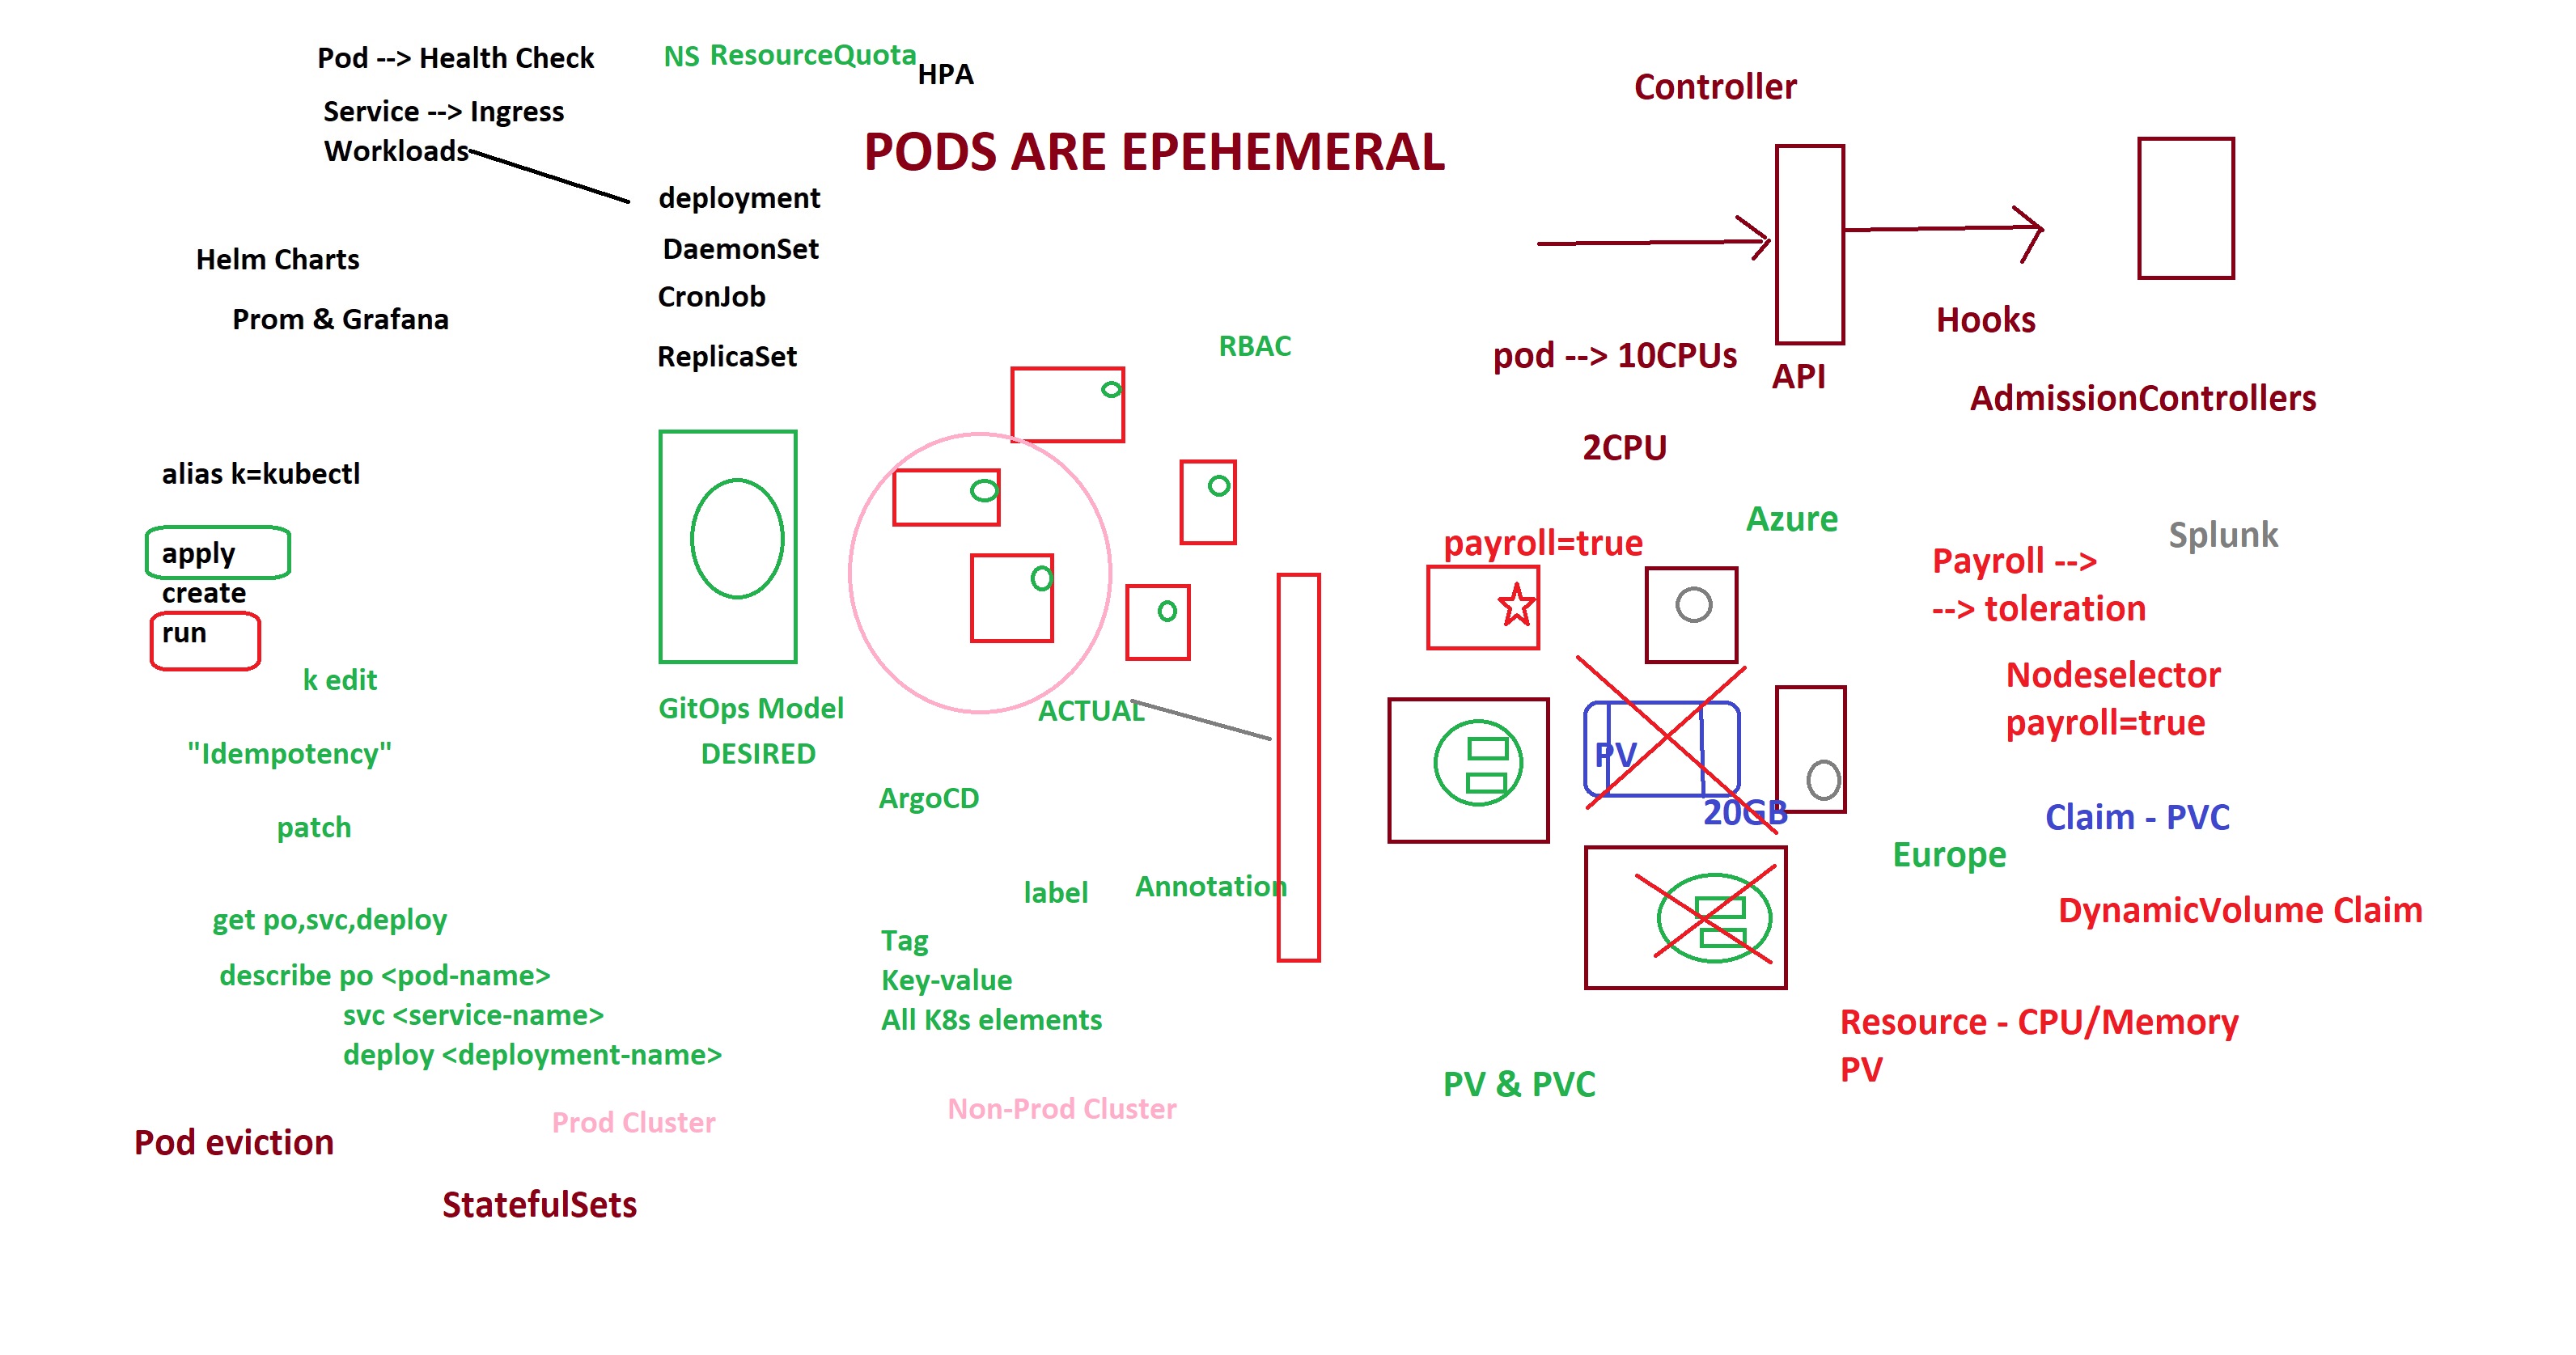 Pod --> Health Check
NS ResourceQuota
HPA
Controller
Service --> Ingress
Workloads
PODS ARE EPEHEMERAL
deployment
DaemonSet
CronJob
ReplicaSet
Helm Charts
Prom & Grafana
RBAC
Hooks
pod --> 10CPUs
API
AdmissionControllers
2CPU
alias k=kubectl
apply
create
run
k edit
"Idempotency"
patch
get po,svc,deploy
describe po <pod-name>
svc <service-name>
deploy <deployment-name>
GitOps Model
DESIRED
ACTUAL
ArgoCD
label
Annotation
Tag
Key-value
All K8s elements
Azure
payroll=true
Splunk
Payroll -->
--> toleration
Nodeselector
payroll=true
PV
20GB
Claim - PVC
Europe
DynamicVolume Claim
Resource - CPU/Memory
PV
PV & PVC
Prod Cluster
Non-Prod Cluster
Pod eviction
StatefulSets